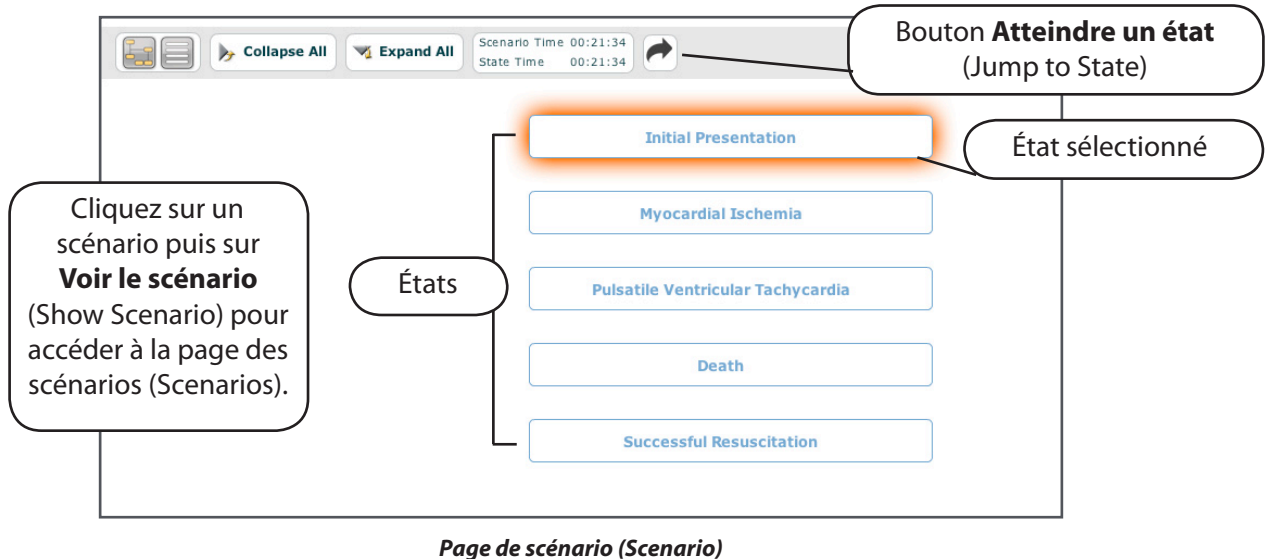 Collapse All
Expand All
Scenario Time 00:21:34
State Time 00:21:34
Bouton Atteindre un état
(Jump to State)
Initial Presentation
État sélectionné
Cliquez sur un
scénario puis sur
Voir le scénario
(Show Scenario) pour
accéder à la page des
scénarios (Scenarios).
Myocardial Ischemia
États
Pulsatile Ventricular Tachycardia
Death
Successful Resuscitation
Page de scénario (Scenario)